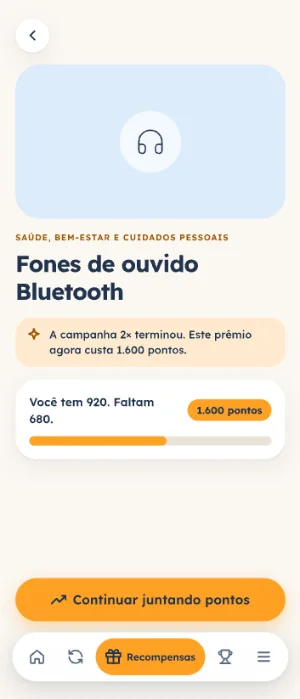 SAÚDE, BEM-ESTAR E CUIDADOS PESSOAIS
Fones de ouvido
Bluetooth
A campanha 2× terminou. Este prêmio
agora custa 1.600 pontos.
Você tem 920. Faltam
680.
1.600 pontos
Continuar juntando pontos
Recompensas